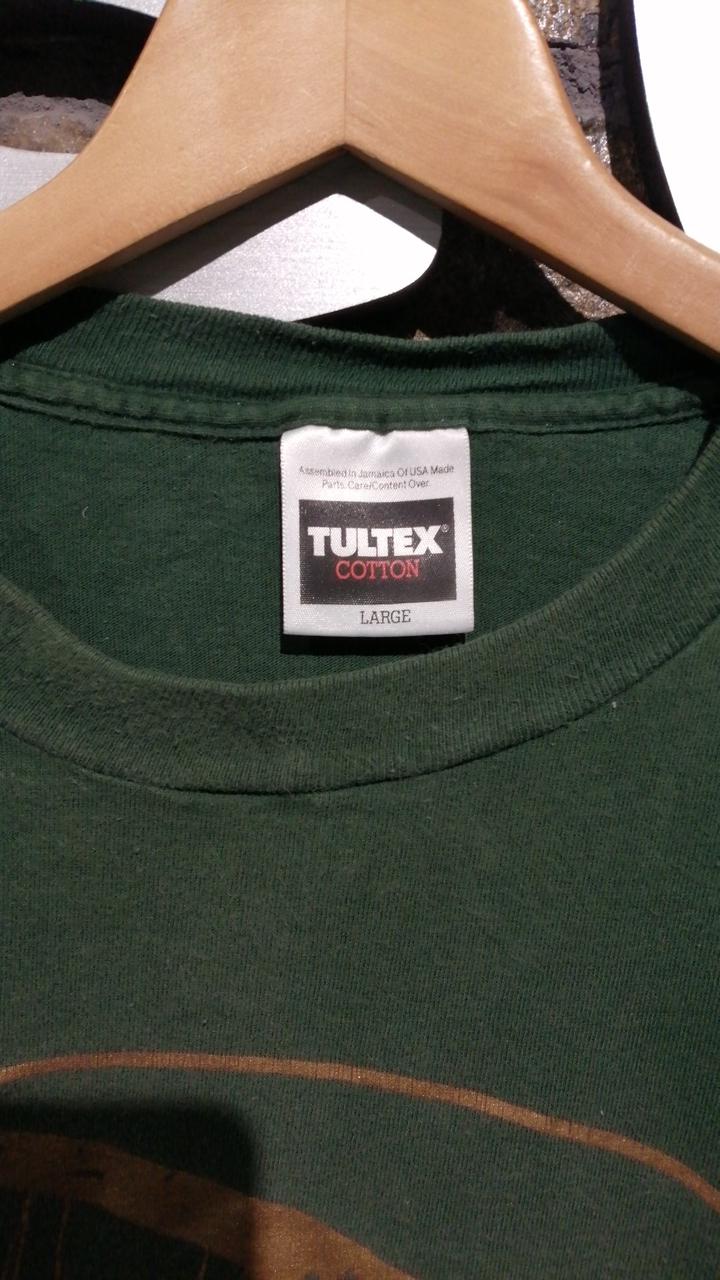 Assembled In Jamaica Of USA Made
Parts. Care/Content Over.
TULTEX®
COTTON
LARGE